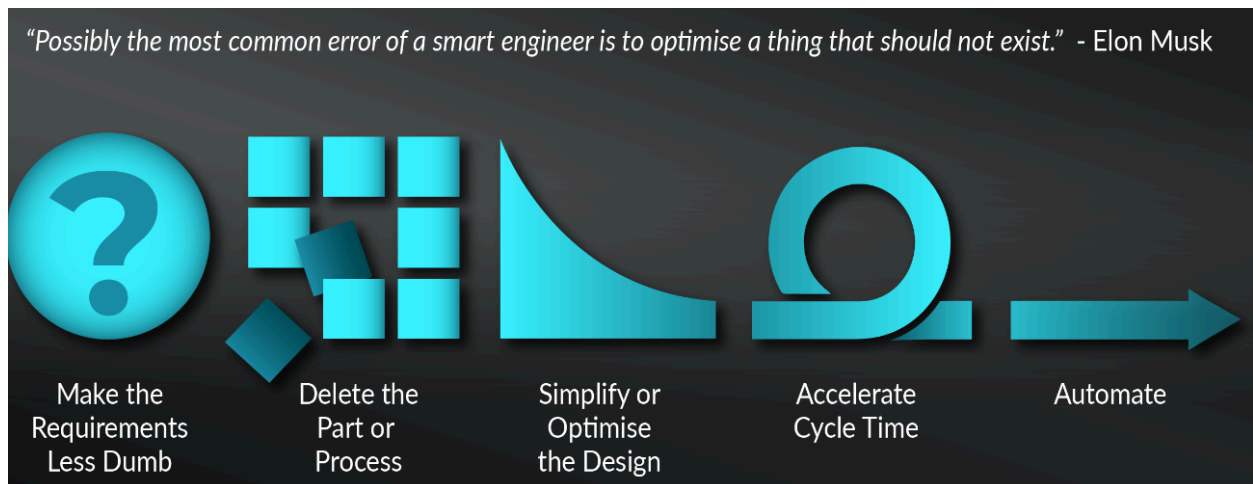 “Possibly the most common error of a smart engineer is to optimise a thing that should not exist.” - Elon Musk
?
Make the
Requirements
Less Dumb
Delete the
Part or
Process
Simplify or
Optimise
the Design
Accelerate
Cycle Time
Automate